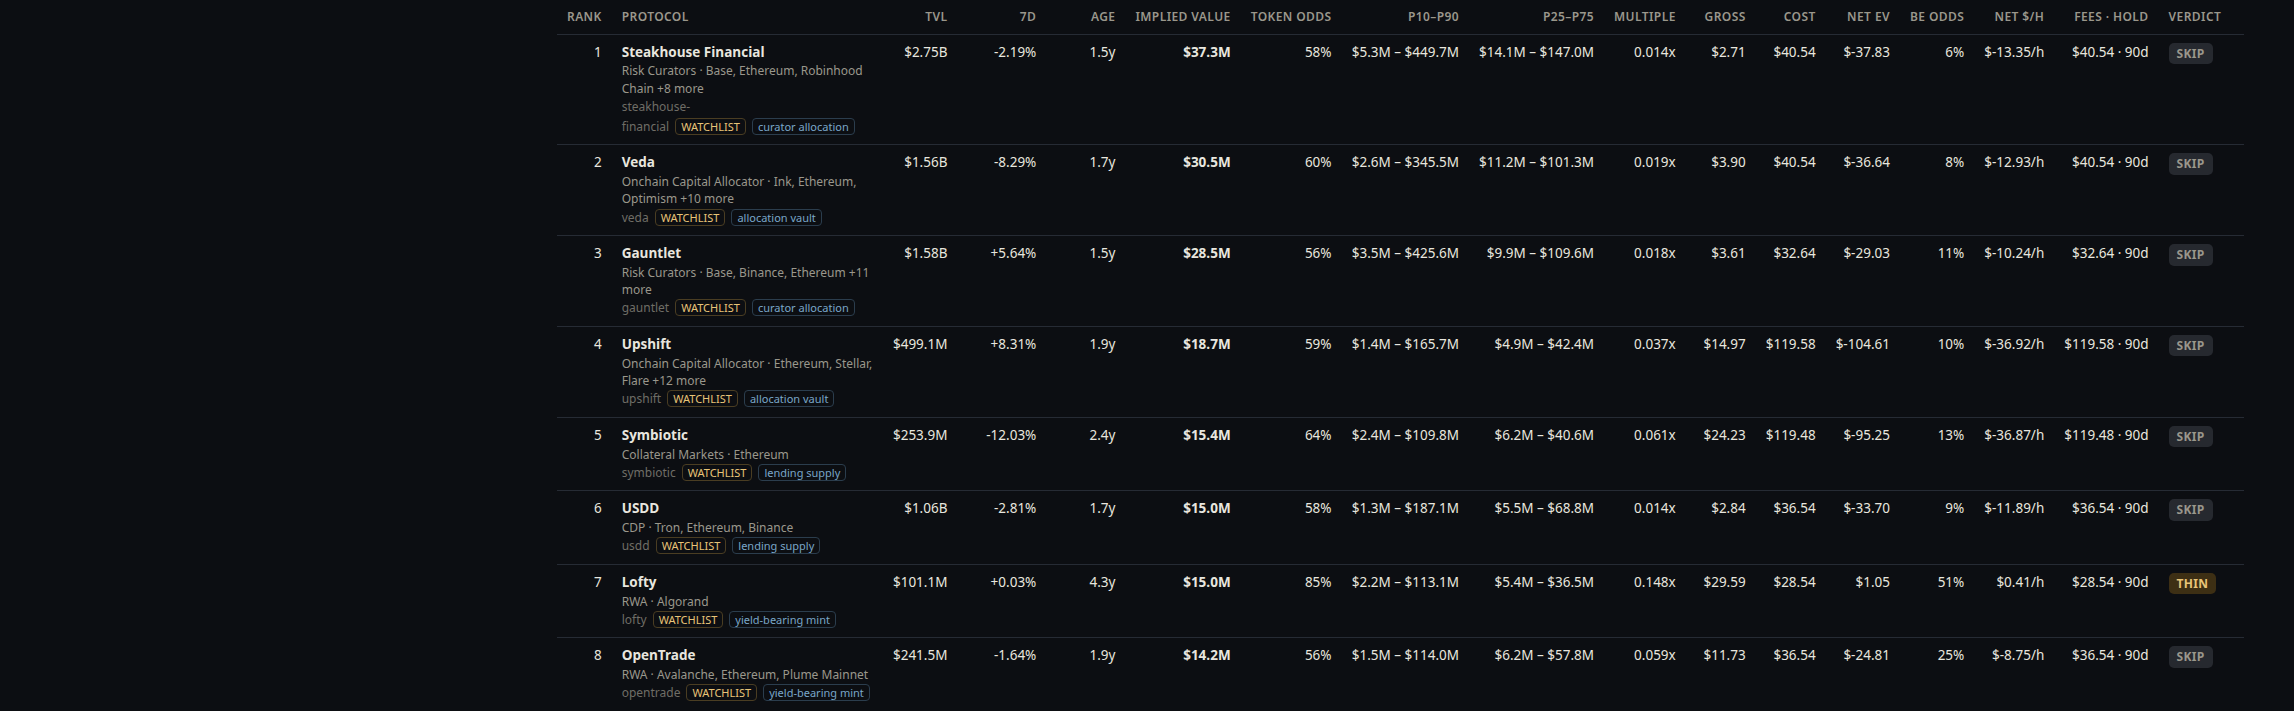 RANK PROTOCOL TVL 7D AGE IMPLIED VALUE TOKEN ODDS P10–P90 P25–P75 MULTIPLE GROSS COST NET EV BE ODDS NET $/H FEES · HOLD VERDICT
1 Steakhouse Financial $2.75B -2.19% 1.5y $37.3M 58% $5.3M – $449.7M $14.1M – $147.0M 0.014x $2.71 $40.54 $-37.83 6% $-13.35/h $40.54 · 90d SKIP
Risk Curators · Base, Ethereum, Robinhood
Chain +8 more
steakhouse-
financial WATCHLIST curator allocation
2 Veda $1.56B -8.29% 1.7y $30.5M 60% $2.6M – $345.5M $11.2M – $101.3M 0.019x $3.90 $40.54 $-36.64 8% $-12.93/h $40.54 · 90d SKIP
Onchain Capital Allocator · Ink, Ethereum,
Optimism +10 more
veda WATCHLIST allocation vault
3 Gauntlet $1.58B +5.64% 1.5y $28.5M 56% $3.5M – $425.6M $9.9M – $109.6M 0.018x $3.61 $32.64 $-29.03 11% $-10.24/h $32.64 · 90d SKIP
Risk Curators · Base, Binance, Ethereum +11
more
gauntlet WATCHLIST curator allocation
4 Upshift $499.1M +8.31% 1.9y $18.7M 59% $1.4M – $165.7M $4.9M – $42.4M 0.037x $14.97 $119.58 $-104.61 10% $-36.92/h $119.58 · 90d SKIP
Onchain Capital Allocator · Ethereum, Stellar,
Flare +12 more
upshift WATCHLIST allocation vault
5 Symbiotic $253.9M -12.03% 2.4y $15.4M 64% $2.4M – $109.8M $6.2M – $40.6M 0.061x $24.23 $119.48 $-95.25 13% $-36.87/h $119.48 · 90d SKIP
Collateral Markets · Ethereum
symbiotic WATCHLIST lending supply
6 USDD $1.06B -2.81% 1.7y $15.0M 58% $1.3M – $187.1M $5.5M – $68.8M 0.014x $2.84 $36.54 $-33.70 9% $-11.89/h $36.54 · 90d SKIP
CDP · Tron, Ethereum, Binance
usdd WATCHLIST lending supply
7 Lofty $101.1M +0.03% 4.3y $15.0M 85% $2.2M – $113.1M $5.4M – $36.5M 0.148x $29.59 $28.54 $1.05 51% $0.41/h $28.54 · 90d THIN
RWA · Algorand
lofty WATCHLIST yield-bearing mint
8 OpenTrade $241.5M -1.64% 1.9y $14.2M 56% $1.5M – $114.0M $6.2M – $57.8M 0.059x $11.73 $36.54 $-24.81 25% $-8.75/h $36.54 · 90d SKIP
RWA · Avalanche, Ethereum, Plume Mainnet
opentrade WATCHLIST yield-bearing mint